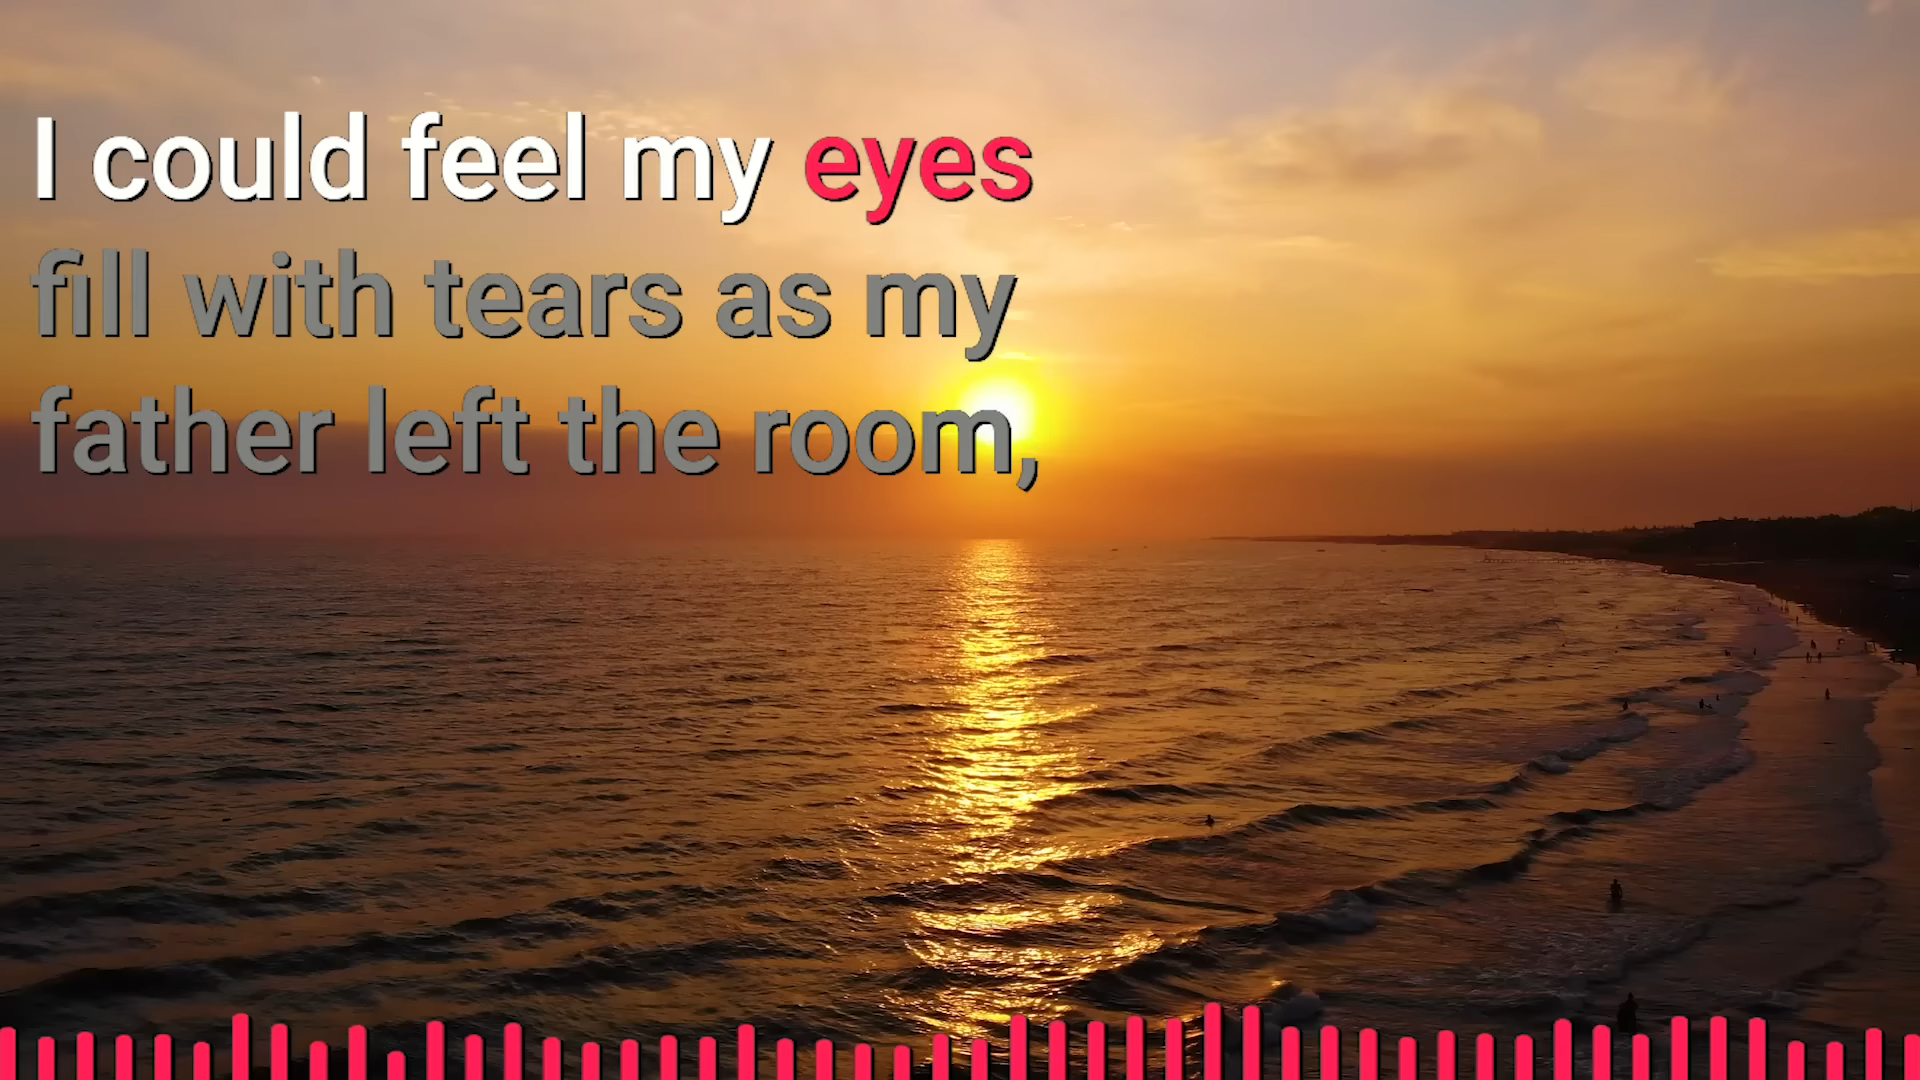 I could feel my eyes
fill with tears as my
father left the room,